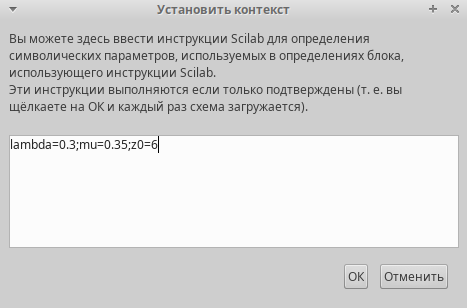 Установить контекст
Вы можете здесь ввести инструкции Scilab для определения
символических параметров, используемых в определениях блока,
использующего инструкции Scilab.
Эти инструкции выполняются если только подтверждены (т. е. вы
щёлкаете на ОК и каждый раз схема загружается).
lambda=0.3;mu=0.35;z0=6
ОК
Отменить